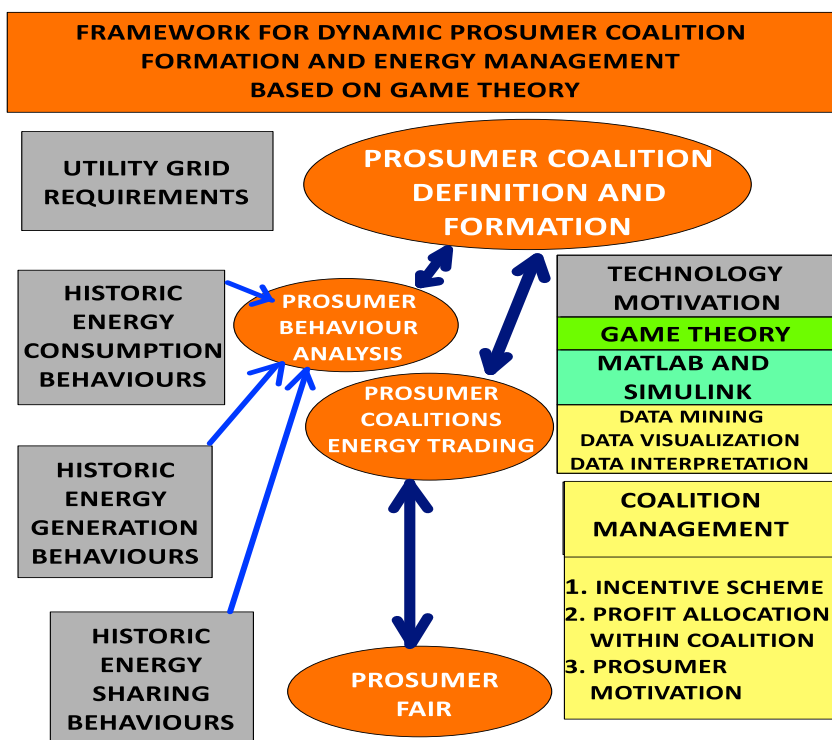 FRAMEWORK FOR DYNAMIC PROSUMER COALITION
FORMATION AND ENERGY MANAGEMENT
BASED ON GAME THEORY
UTILITY GRID
REQUIREMENTS
PROSUMER COALITION
DEFINITION AND
FORMATION
HISTORIC
ENERGY
CONSUMPTION
BEHAVIOURS
PROSUMER
BEHAVIOUR
ANALYSIS
TECHNOLOGY
MOTIVATION
GAME THEORY
MATLAB AND
SIMULINK
DATA MINING
DATA VISUALIZATION
DATA INTERPRETATION
PROSUMER
COALITIONS
ENERGY TRADING
HISTORIC
ENERGY
GENERATION
BEHAVIOURS
COALITION
MANAGEMENT
1. INCENTIVE SCHEME
2. PROFIT ALLOCATION
WITHIN COALITION
3. PROSUMER
MOTIVATION
HISTORIC
ENERGY
SHARING
BEHAVIOURS
PROSUMER
FAIR